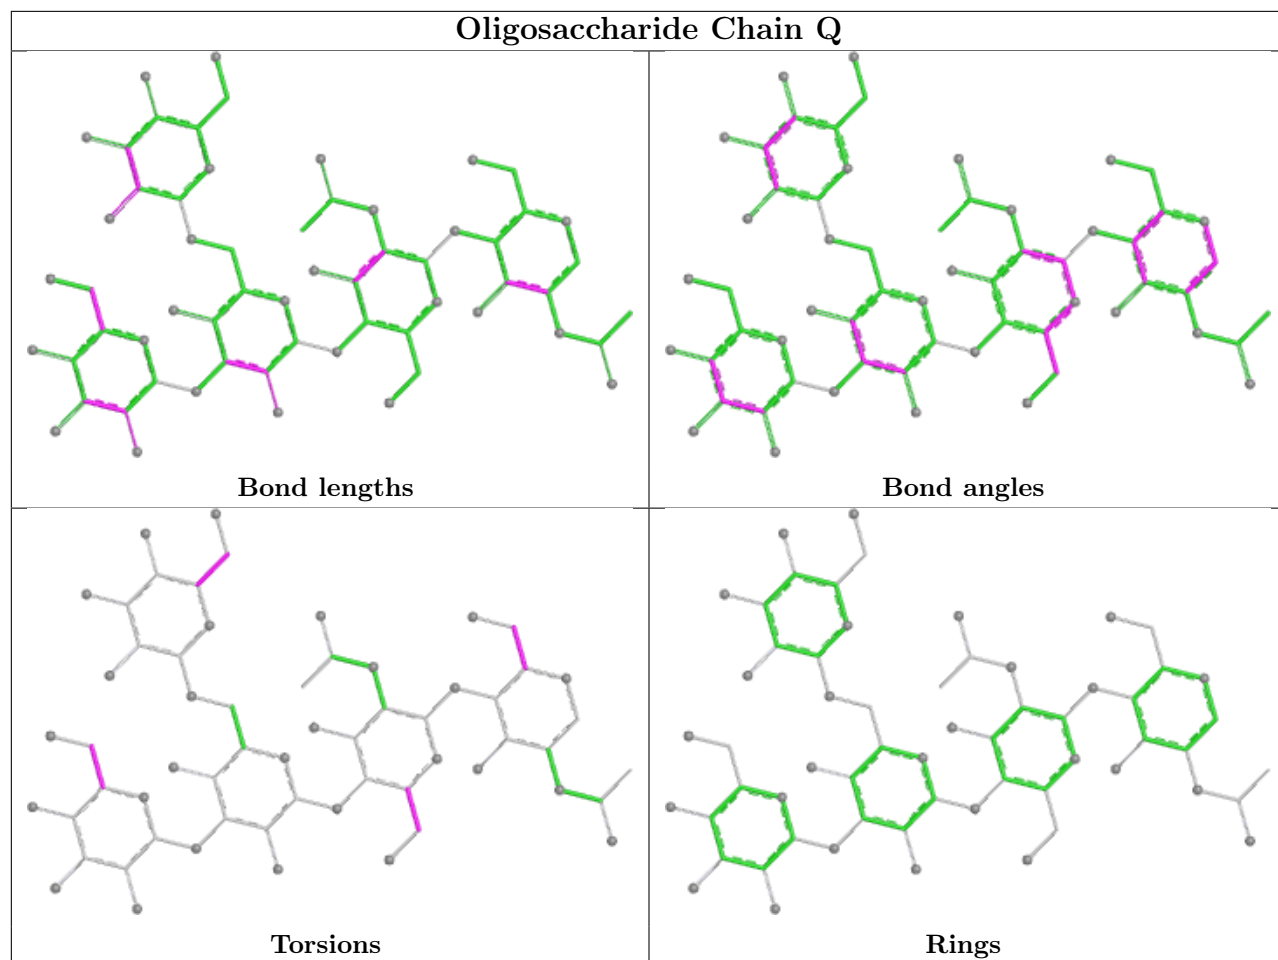 Oligosaccharide Chain Q
Bond lengths
Bond angles
Torsions
Rings